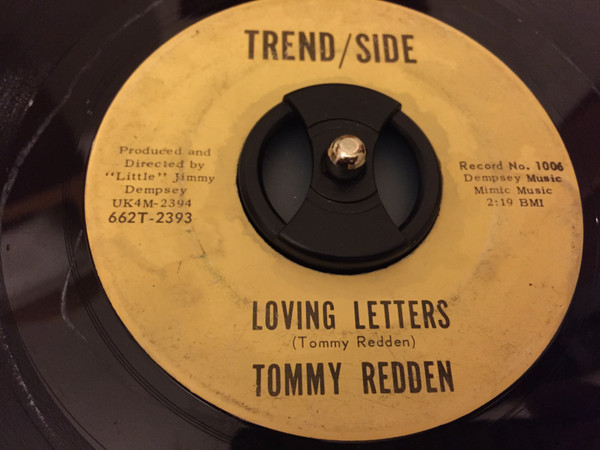 TREND/SIDE
Produced and
Directed by
"Little" Jimmy
Dempsey
UK4M-2394
662T-2393
Record No. 1006
Dempsey Music
Mimic Music
2:19 BMI
LOVING LETTERS
(Tommy Redden)
TOMMY REDDEN